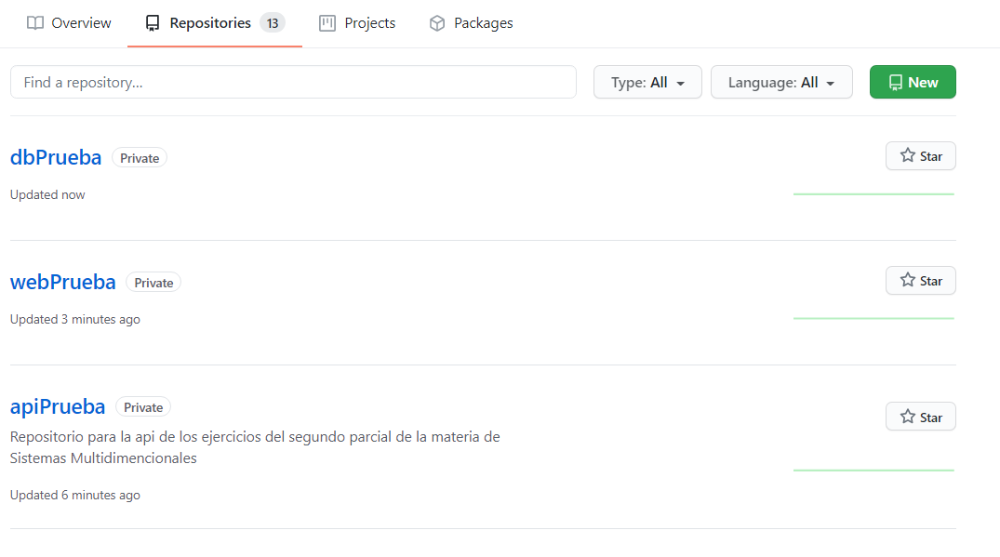 Overview Repositories 13 Projects Packages
Find a repository... Type: All Language: All New
dbPrueba Private Star
Updated now
webPrueba Private Star
Updated 3 minutes ago
apiPrueba Private Star
Repositorio para la api de los ejercicios del segundo parcial de la materia de
Sistemas Multidimencionales
Updated 6 minutes ago